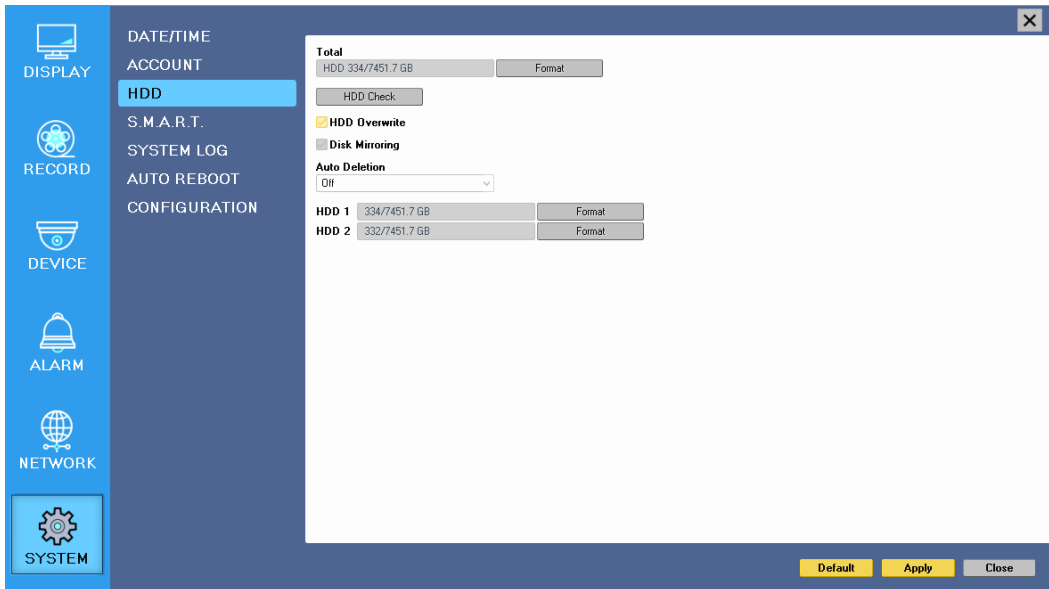 DISPLAY
RECORD
DEVICE
ALARM
NETWORK
SYSTEM
DATE/TIME
ACCOUNT
HDD
S.M.A.R.T.
SYSTEM LOG
AUTO REBOOT
CONFIGURATION
Total
HDD 334/7451.7 GB Format
HDD Check
HDD Overwrite
Disk Mirroring
Auto Deletion
Off
HDD 1 334/7451.7 GB Format
HDD 2 332/7451.7 GB Format
Default Apply Close